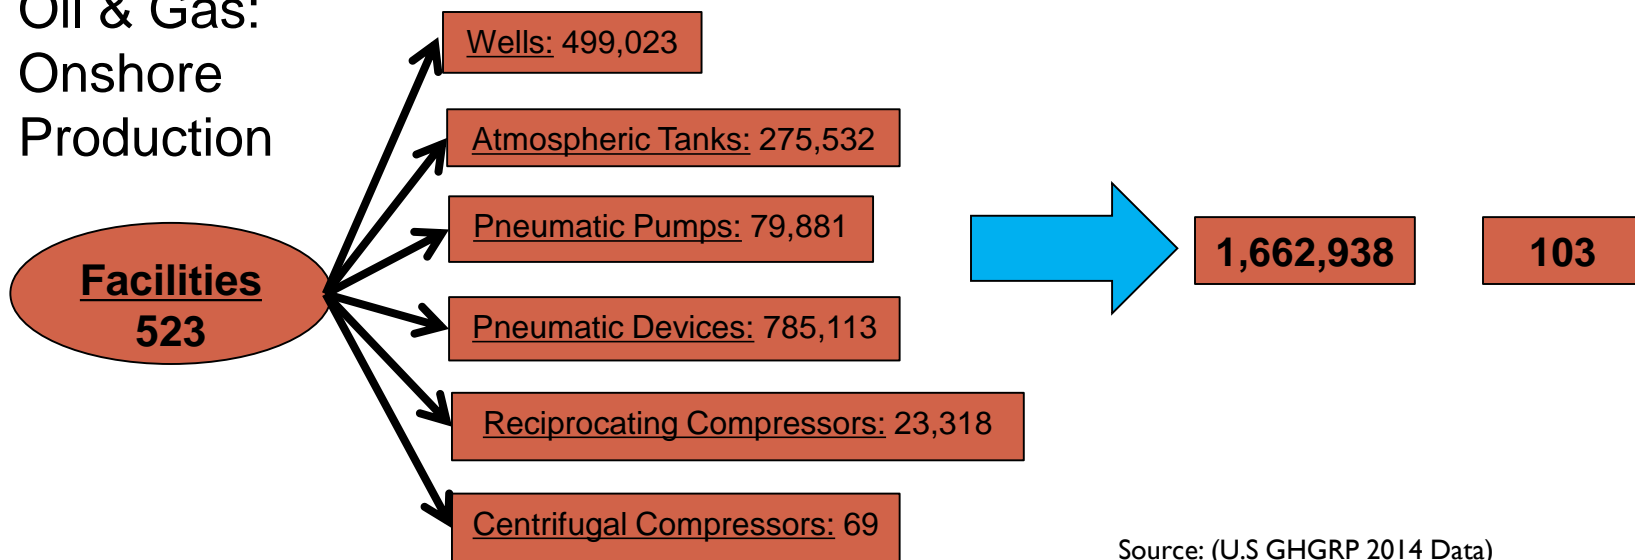 Oil & Gas:
Onshore
Production
Facilities
523
Wells: 499,023
Atmospheric Tanks: 275,532
Pneumatic Pumps: 79,881
Pneumatic Devices: 785,113
Reciprocating Compressors: 23,318
Centrifugal Compressors: 69
1,662,938
103
Source: (U.S GHGRP 2014 Data)